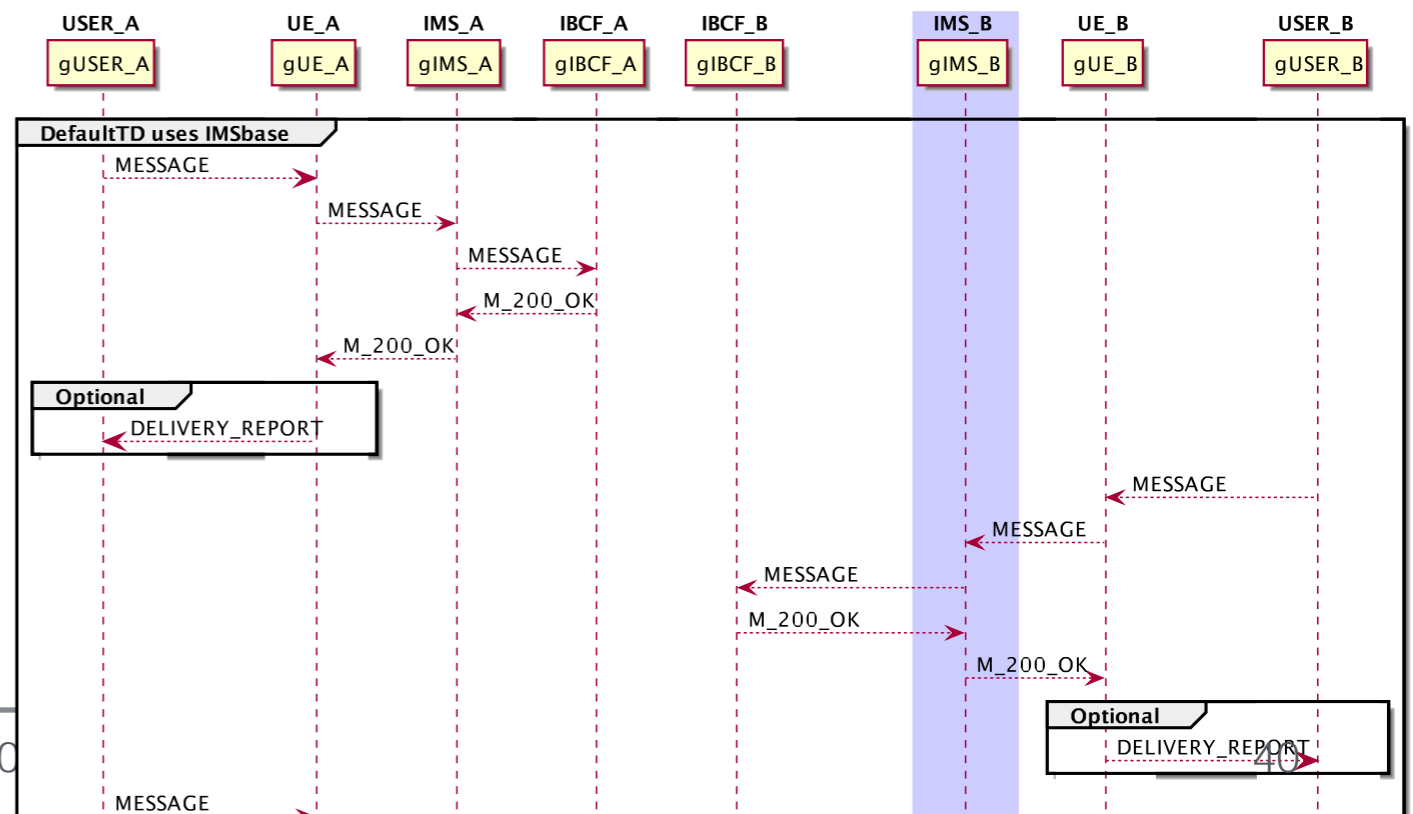 USER_A UE_A IMS_A IBCF_A IBCF_B IMS_B UE_B USER_B
gUSER_A gUE_A gIMS_A gIBCF_A gIBCF_B gIMS_B gUE_B gUSER_B
DefaultTD uses IMSbase
MESSAGE
MESSAGE
MESSAGE
M_200_OK
M_200_OK
Optional
DELIVERY_REPORT
MESSAGE
MESSAGE
MESSAGE
M_200_OK
M_200_OK
Optional
DELIVERY_REPORT
0 40
MESSAGE